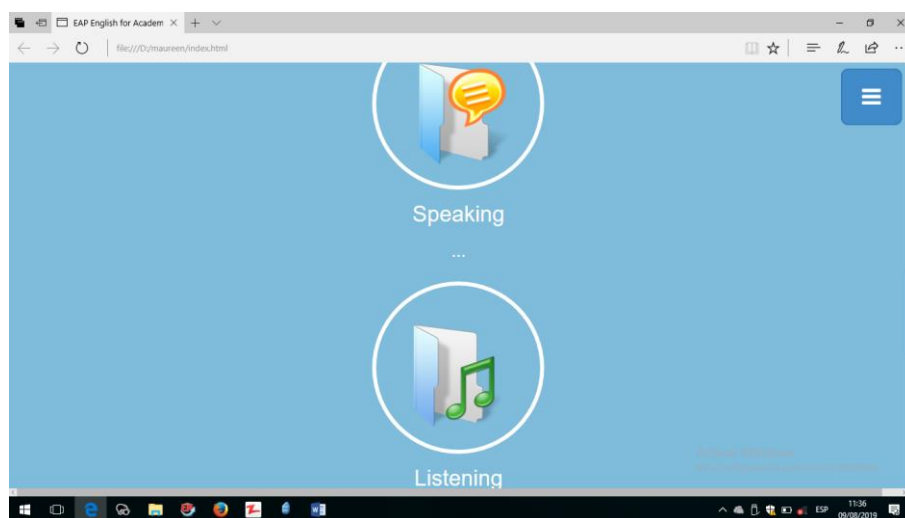 EAP English for Academ
file:///D:/maureen/index.html
Speaking
...
Listening
ESP
11:36
09/08/2019